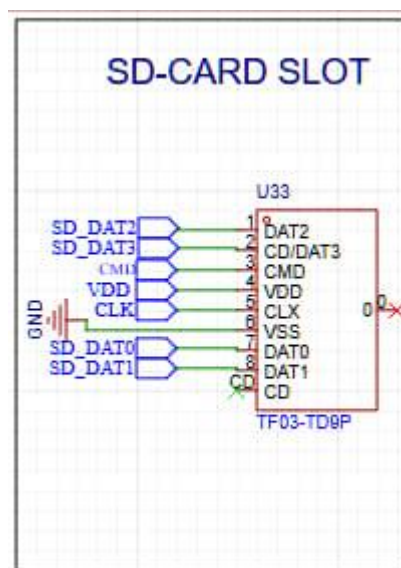 SD-CARD SLOT
U33
SD_DAT2 1 DAT2
SD_DAT3 2 CD/DAT3
CMD 3 CMD
VDD 4 VDD
CLK 5 CLX
GND 6 VSS
SD_DAT0 7 DAT0
SD_DAT1 8 DAT1
CD CD
0 0
TF03-TD9P